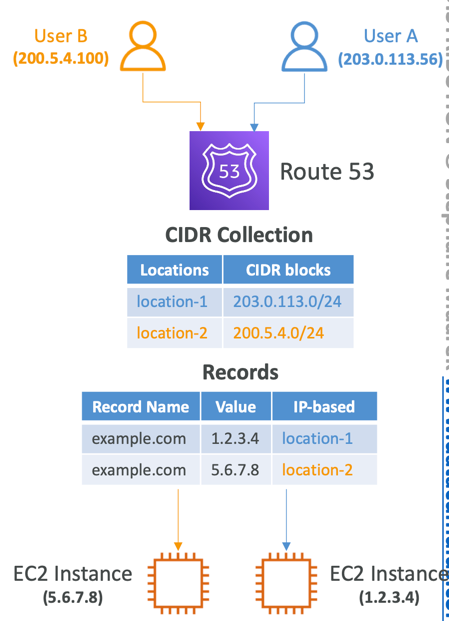 User B
(200.5.4.100)
User A
(203.0.113.56)
53
Route 53
CIDR Collection
Locations CIDR blocks
location-1 203.0.113.0/24
location-2 200.5.4.0/24
Records
Record Name Value IP-based
example.com 1.2.3.4 location-1
example.com 5.6.7.8 location-2
EC2 Instance
(5.6.7.8)
EC2 Instance
(1.2.3.4)